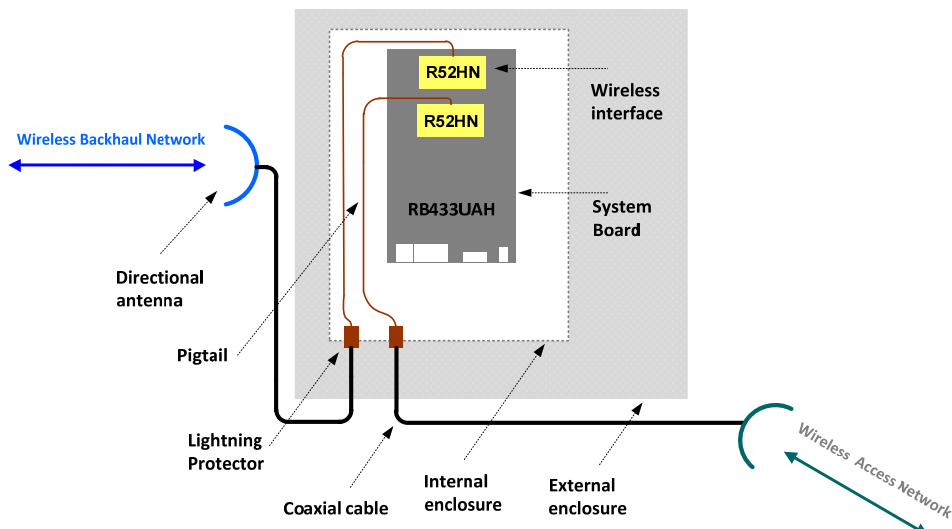 R52HN
Wireless
interface
R52HN
Wireless Backhaul Network
RB433UAH
System
Board
Directional
antenna
Pigtail
Lightning
Protector
Coaxial cable
Internal
enclosure
External
enclosure
Wireless Access Network